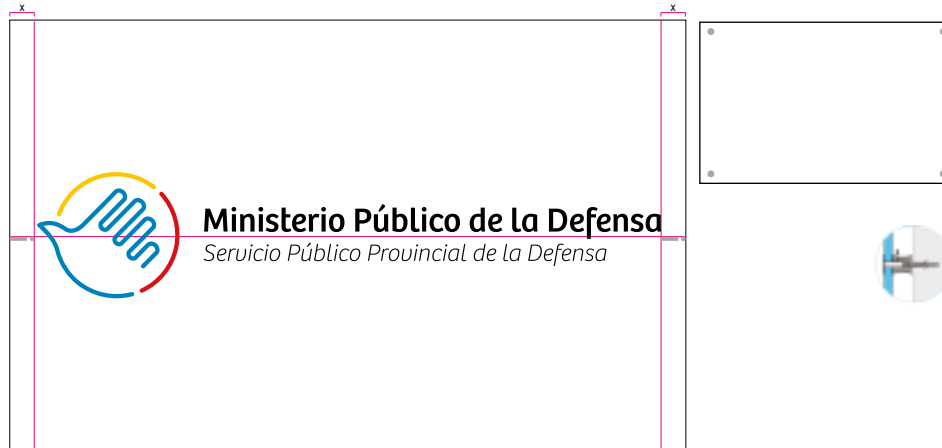 x x
Ministerio Público de la Defensa
Servicio Público Provincial de la Defensa